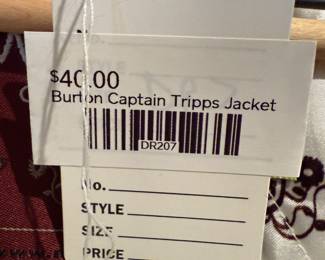 $40.00
Burton Captain Tripps Jacket
DR207
No.
STYLE
SIZE
PRICE